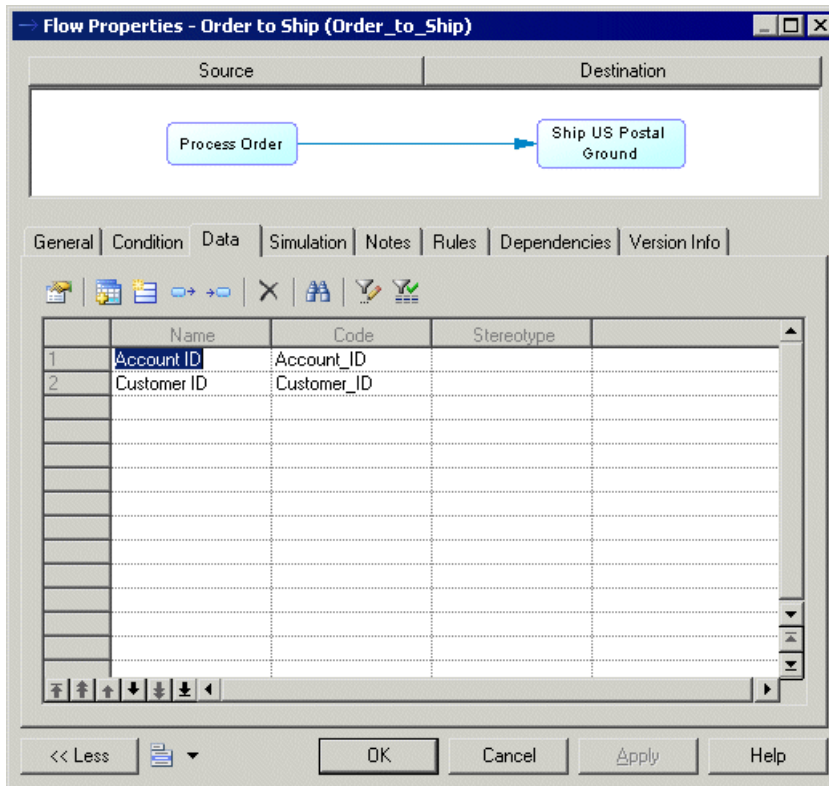 Flow Properties - Order to Ship (Order_to_Ship)
Source Destination
Process Order
Ship US Postal
Ground
General Condition Data Simulation Notes Rules Dependencies Version Info
Name Code Stereotype
1 Account ID Account_ID
2 Customer ID Customer_ID
<< Less OK Cancel Apply Help